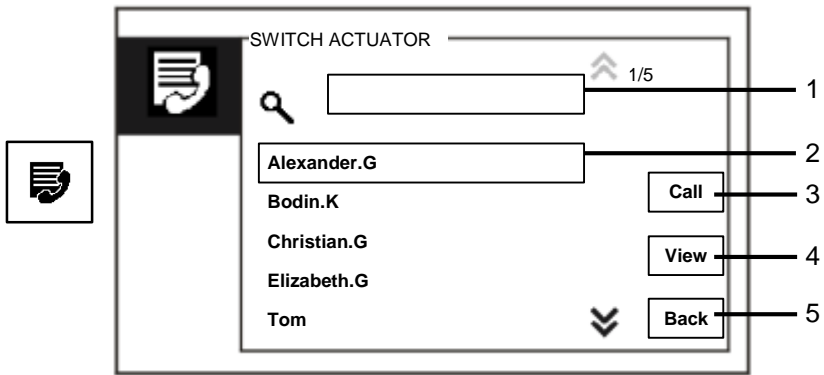 SWITCH ACTUATOR
1/5
1
Alexander.G
2
Bodin.K
Call
3
Christian.G
View
4
Elizabeth.G
Tom
Back
5